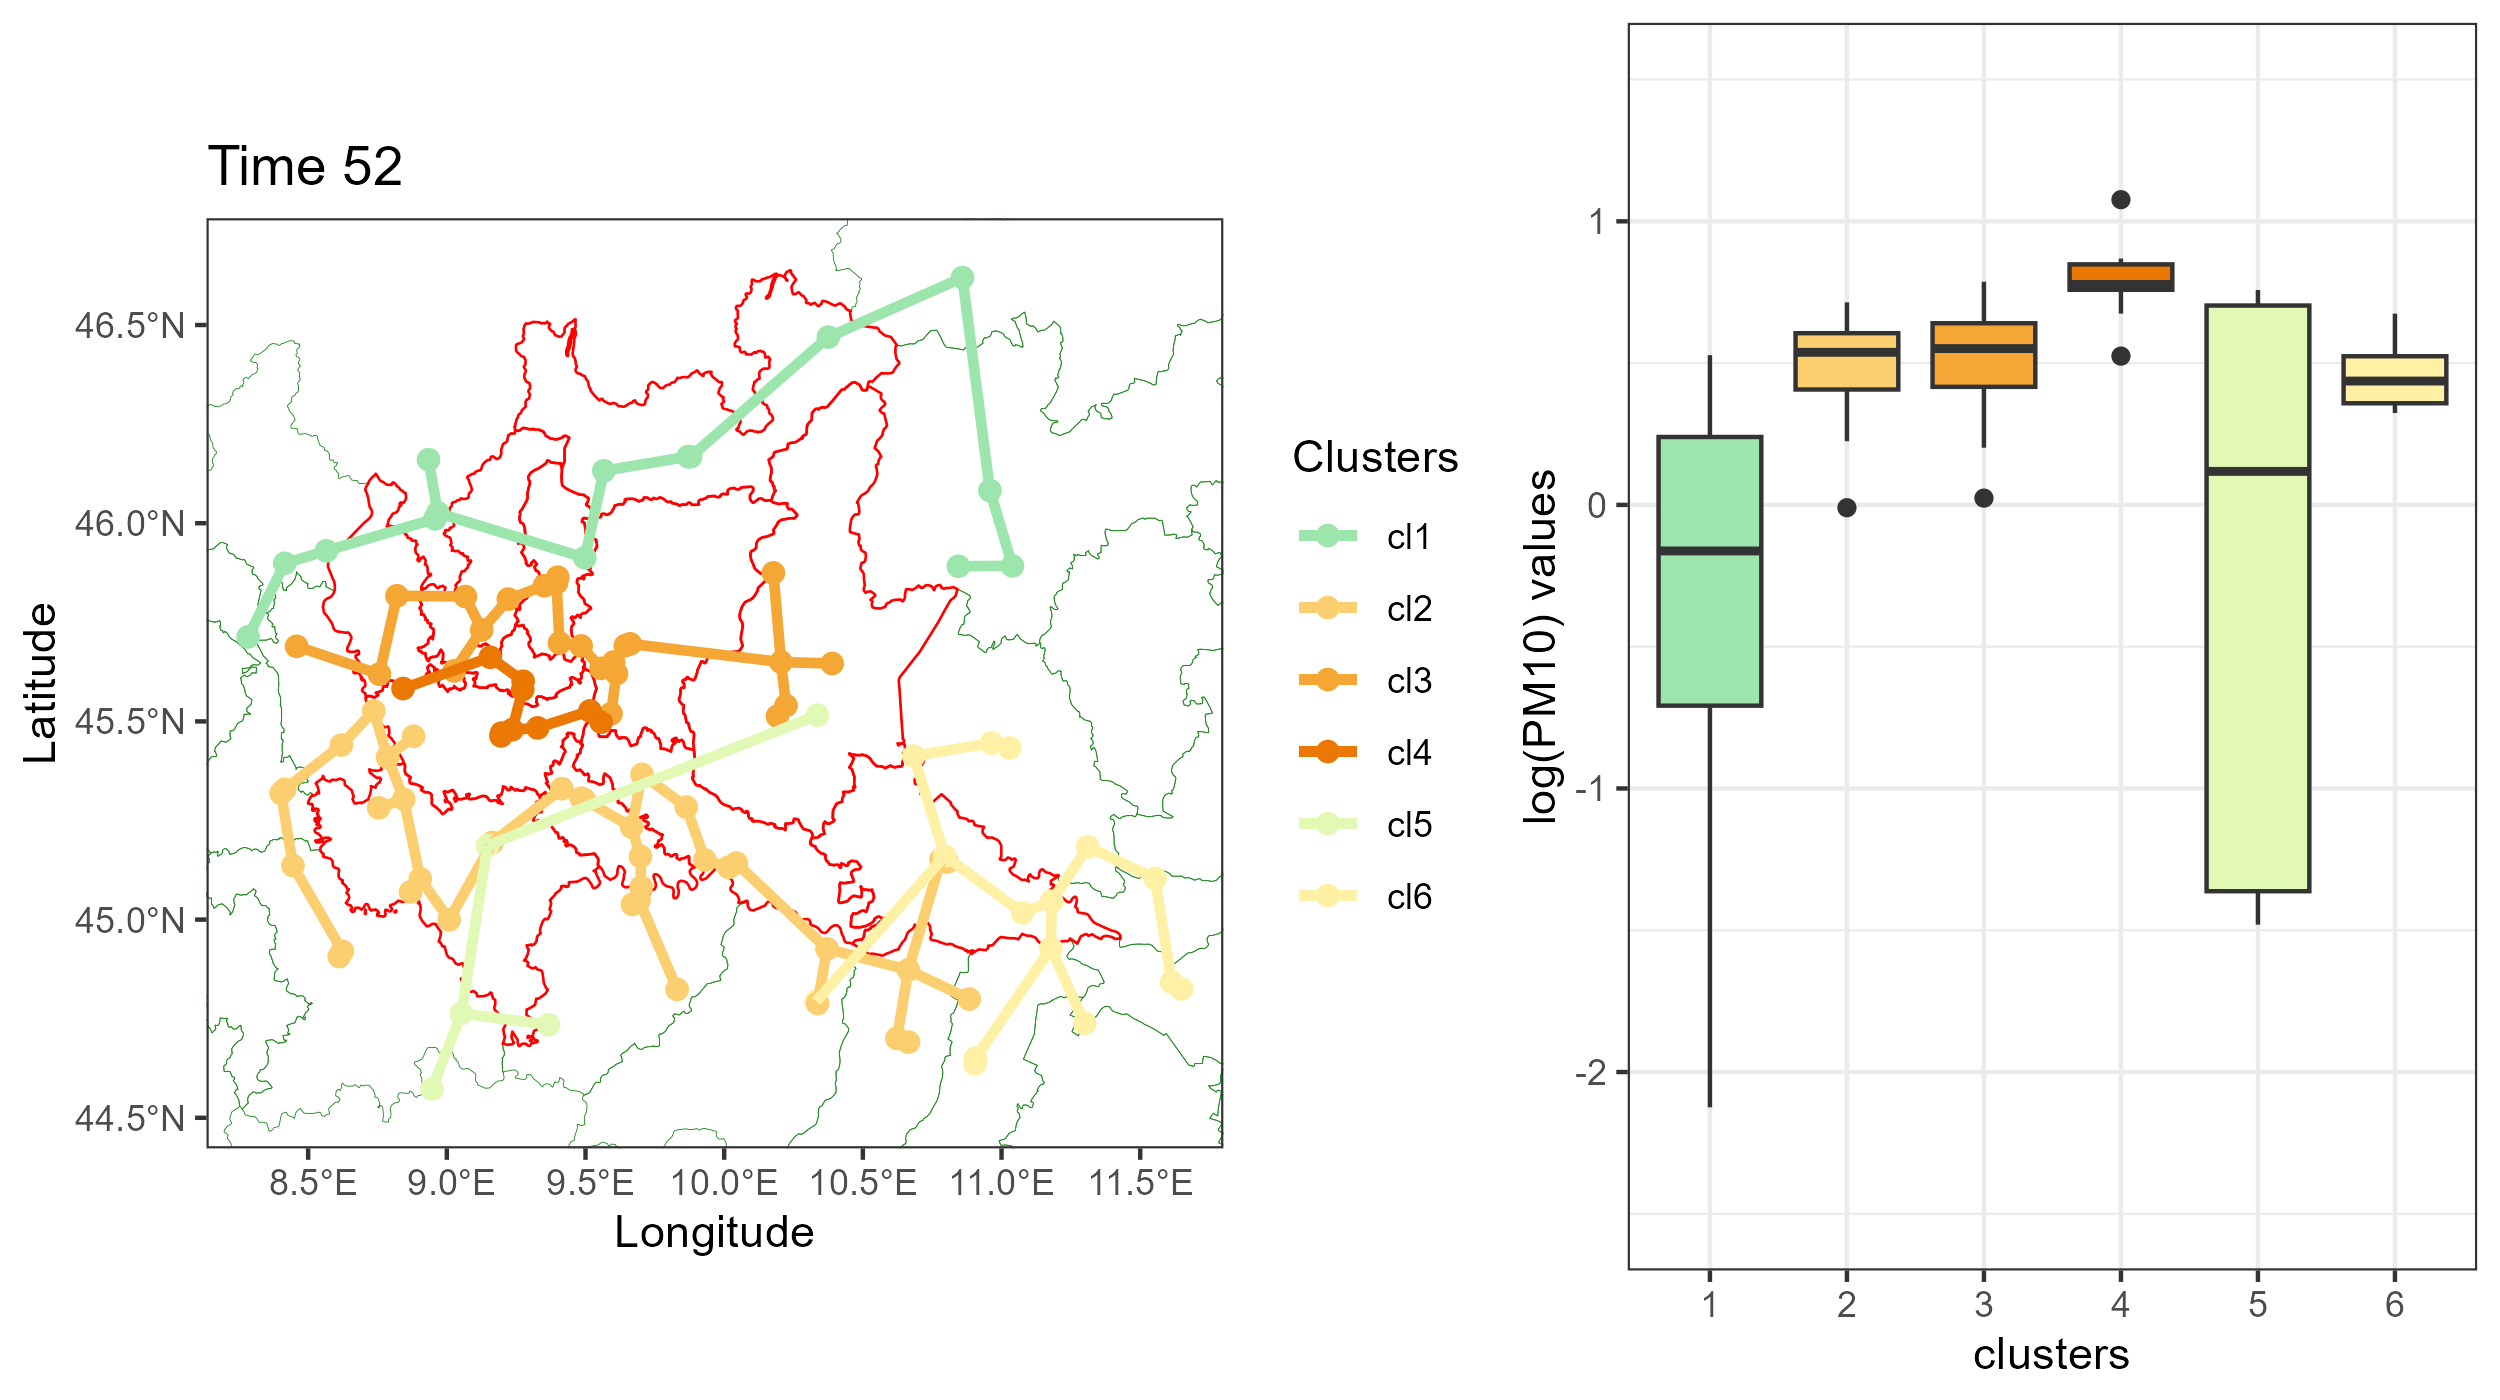 Time 52
Latitude
46.5°N
46.0°N
45.5°N
45.0°N
44.5°N
8.5°E
9.0°E
9.5°E
10.0°E
10.5°E
11.0°E
11.5°E
Longitude
Clusters
cl1
cl2
cl3
cl4
cl5
cl6
log(PM10) values
1
0
-1
-2
1
2
3
4
5
6
clusters